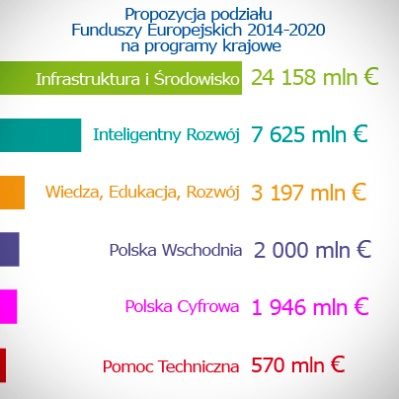 Propozycja podziału
Funduszy Europejskich 2014-2020
na programy krajowe
Infrastruktura i Środowisko 24 158 mln €
Inteligentny Rozwój 7 625 mln €
Wiedza, Edukacja, Rozwój 3 197 mln €
Polska Wschodnia 2 000 mln €
Polska Cyfrowa 1 946 mln €
Pomoc Techniczna 570 mln €